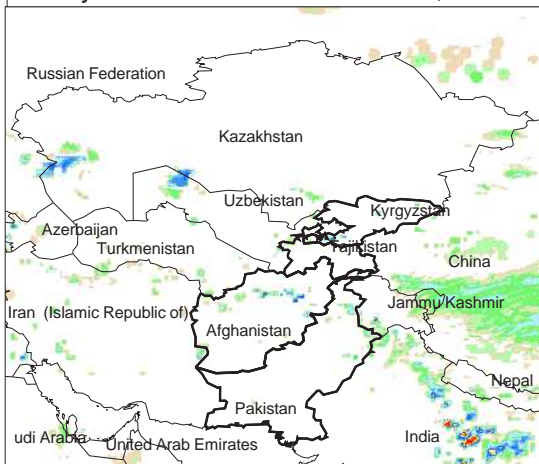 Russian Federation
Kazakhstan
Uzbekistan
Kyrgyzstan
Azerbaijan
Turkmenistan
Tajikistan
China
Iran (Islamic Republic of)
Jammu/Kashmir
Afghanistan
Nepal
Pakistan
udi Arabia
United Arab Emirates
India